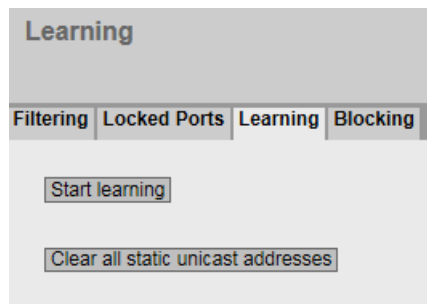 Learning
Filtering Locked Ports Learning Blocking
Start learning
Clear all static unicast addresses